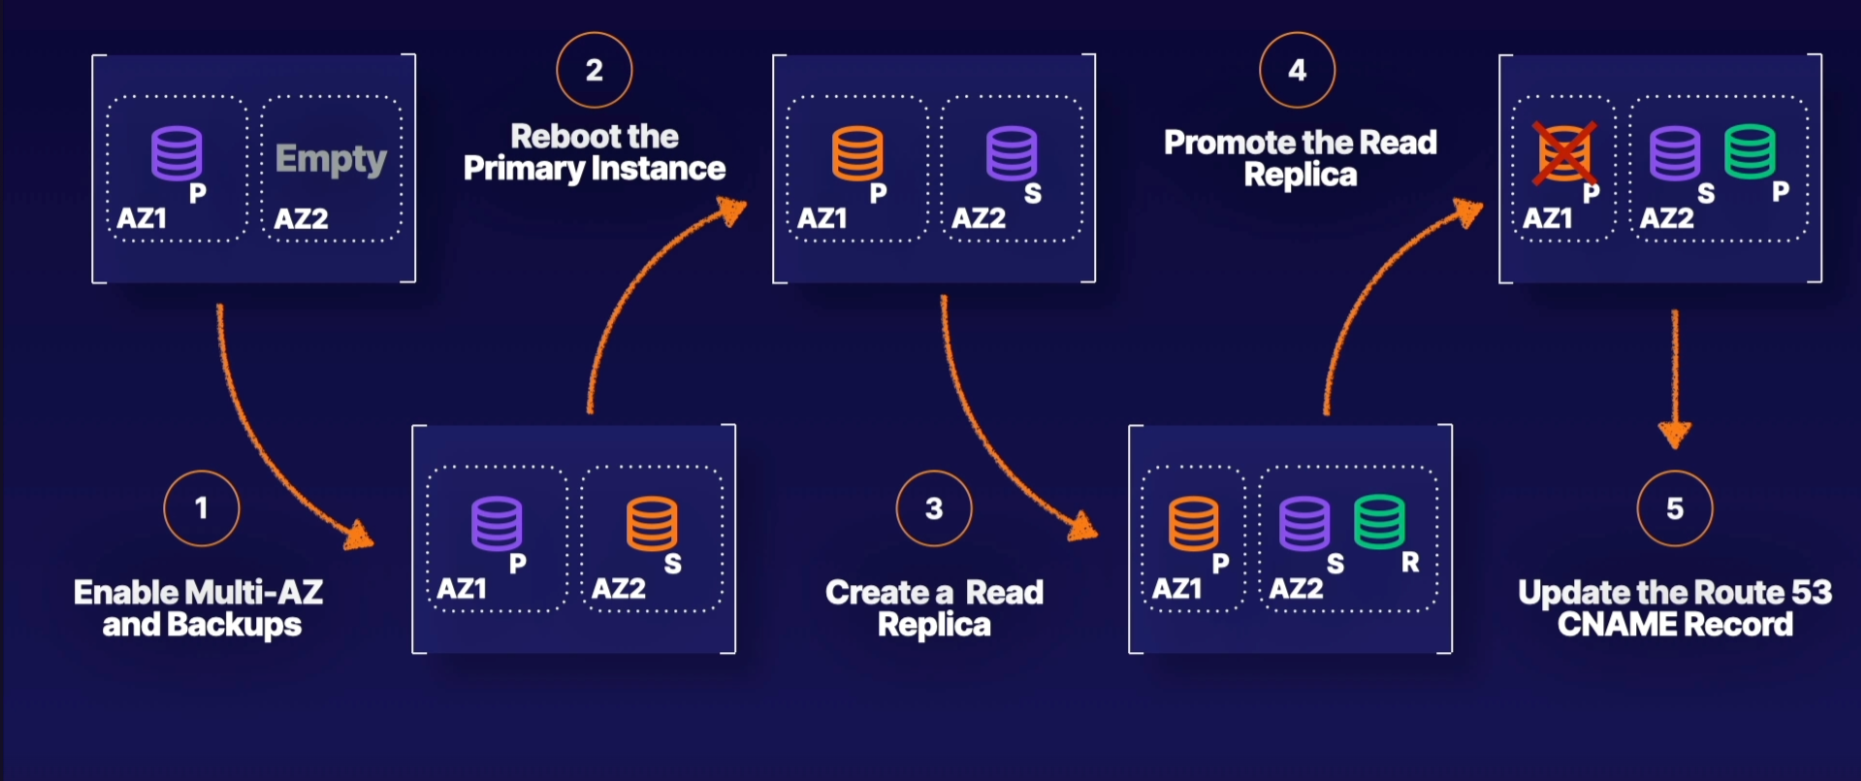 P
AZ1
Empty
AZ2
1
Enable Multi-AZ
and Backups
P
AZ1
S
AZ2
2
Reboot the
Primary Instance
P
AZ1
S
AZ2
3
Create a Read
Replica
P
AZ1
S
R
AZ2
4
Promote the Read
Replica
P
AZ1
S
P
AZ2
5
Update the Route 53
CNAME Record